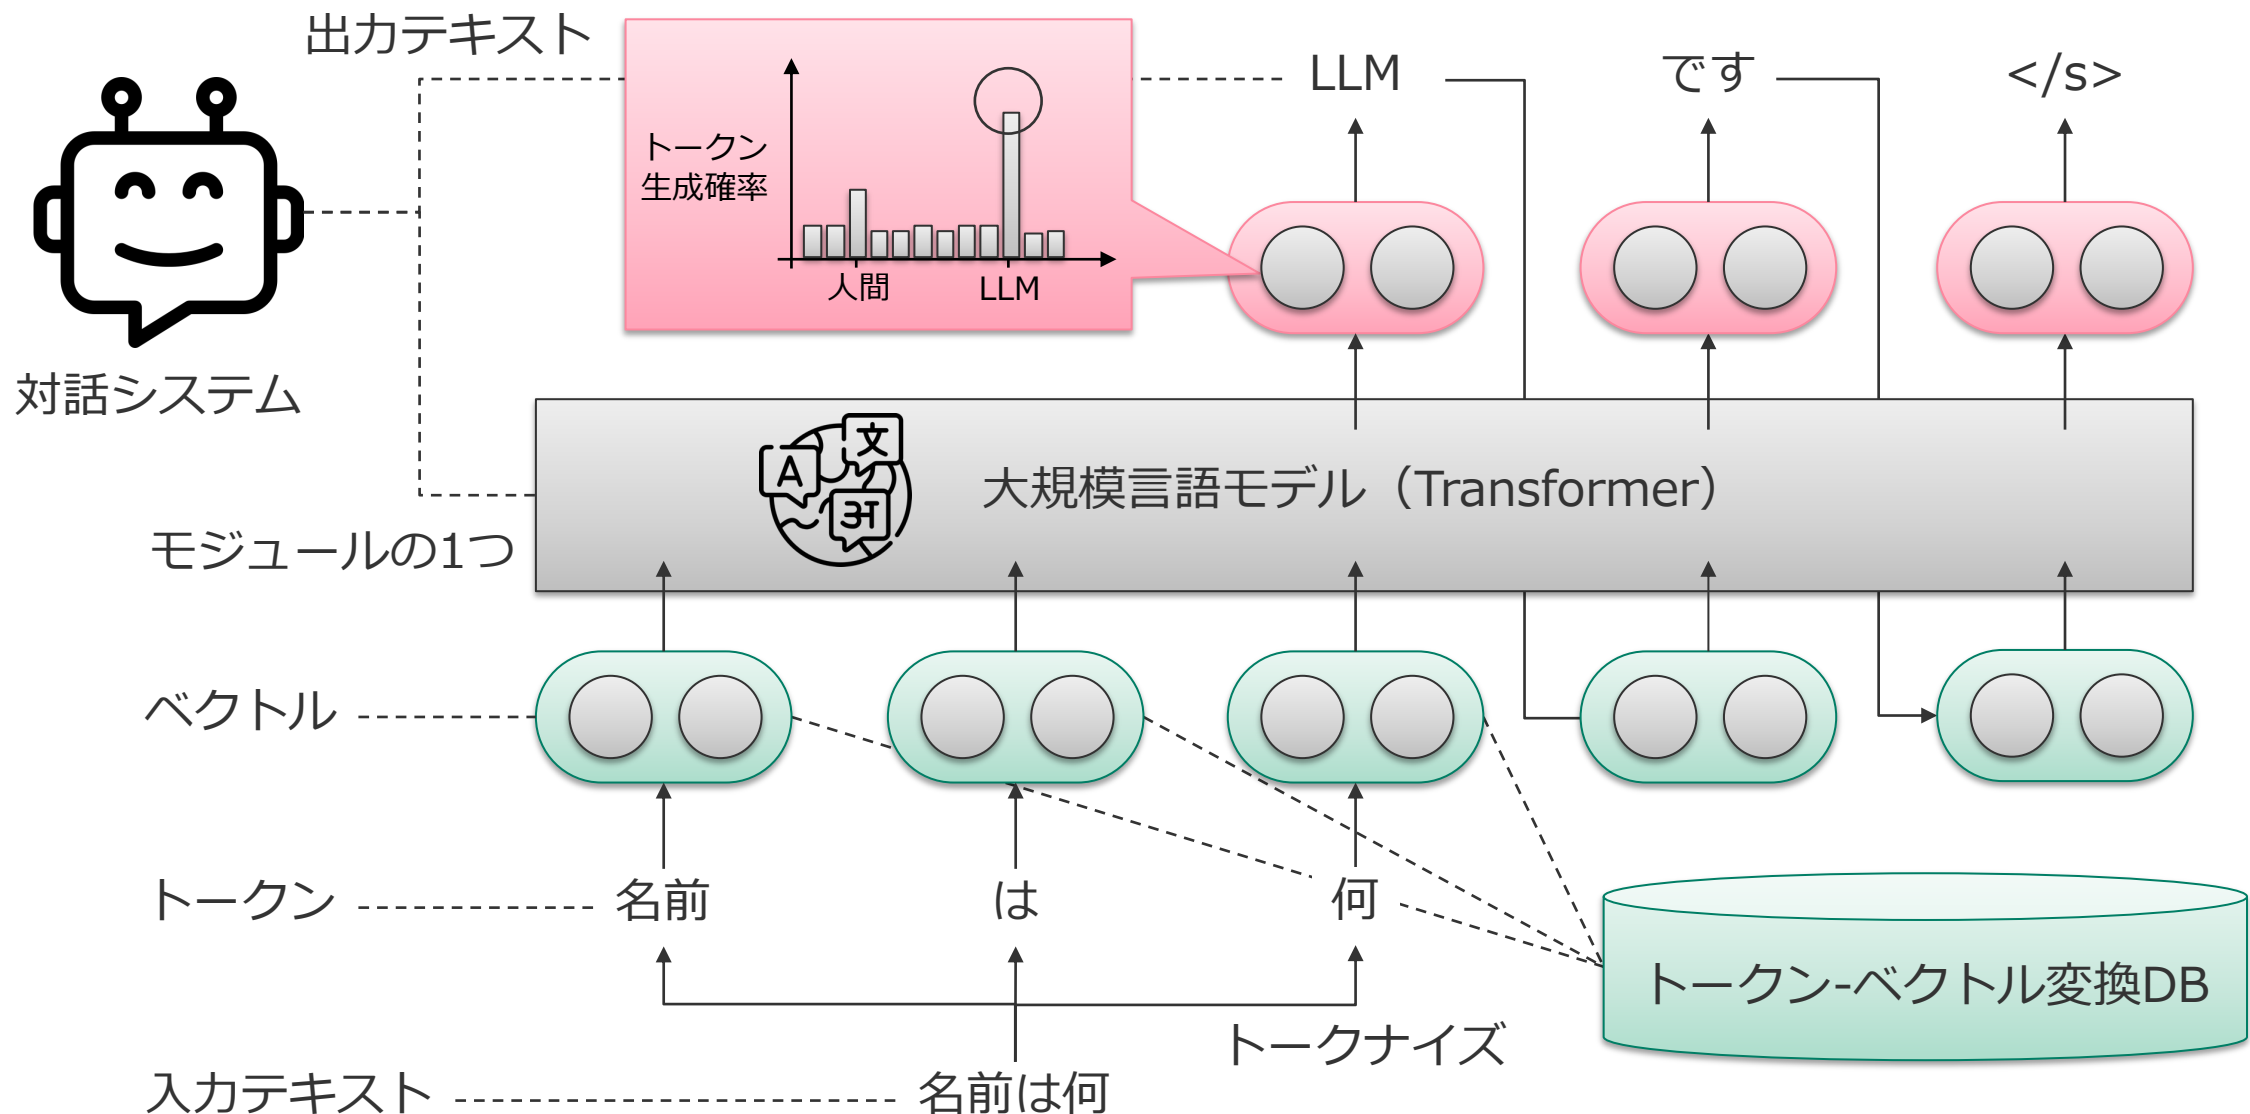 出力テキスト
LLM
です
</s>
トークン
生成確率
人間
LLM
対話システム
文
A
अ
大規模言語モデル（Transformer）
モジュールの1つ
ベクトル
トークン
名前
は
何
トークン-ベクトル変換DB
トークナイズ
入力テキスト
名前は何